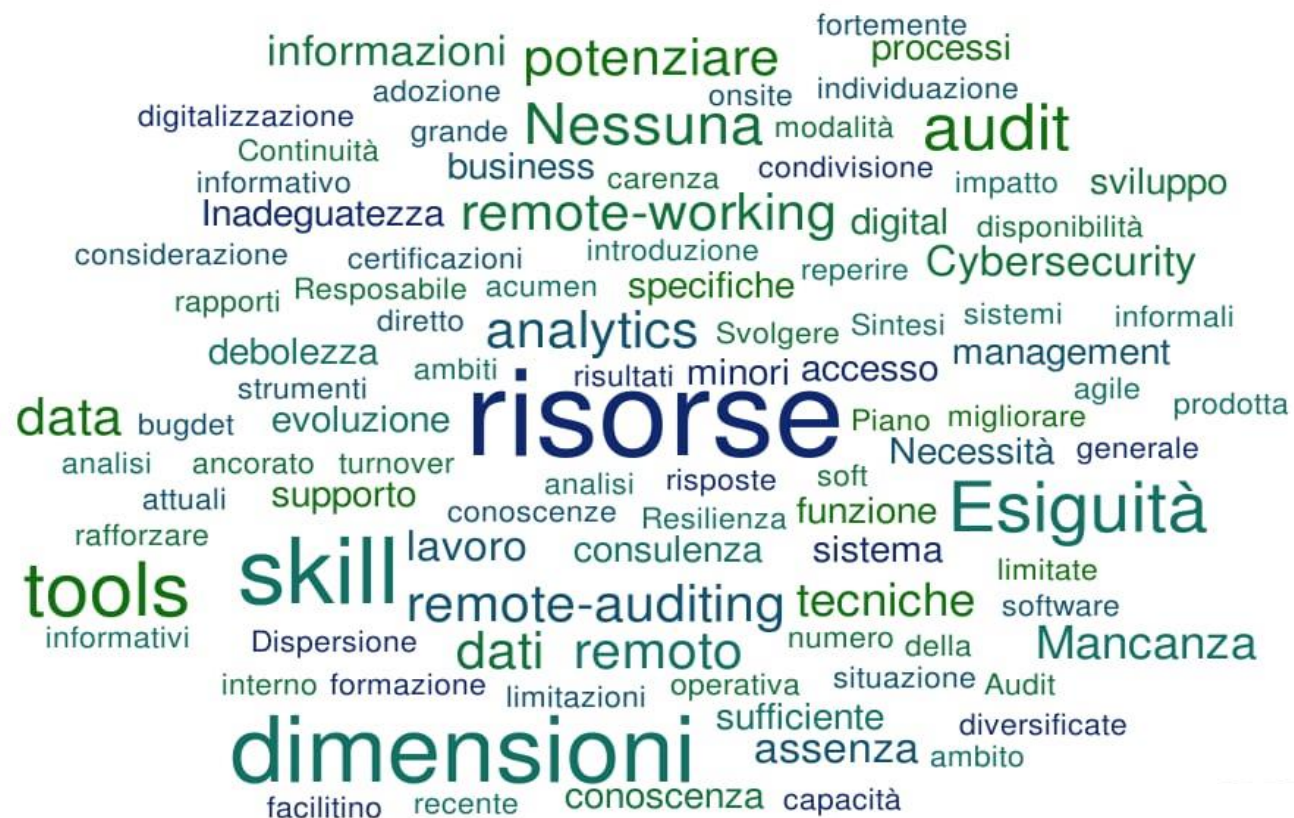 fortemente
informazioni potenziare processi
adozione onsite individuazione
digitalizzazione grande Nessuna modalità audit
Continuità business carenza condivisione
informativo impatto sviluppo
Inadeguatezza remote-working digital disponibilità
considerazione certificazioni introduzione reperire Cybersecurity
rapporti Resposabile acumen specifiche
diretto analytics Svolgere Sintesi sistemi informali
debolezza ambiti risultati minori accesso management
strumenti agile
data bugdet evoluzione risorse Piano migliorare prodotta
Necessità generale
analisi ancorato turnover
attuali supporto analisi risposte soft
conoscenze Resilienza funzione Esiguità
rafforzare
skill lavoro consulenza sistema
limitate
tools remote-auditing tecniche software
informativi Dispersione dati remoto numero della Mancanza
interno formazione limitazioni operativa situazione Audit
dimensioni sufficiente diversificate
assenza ambito
facilitino recente conoscenza capacità